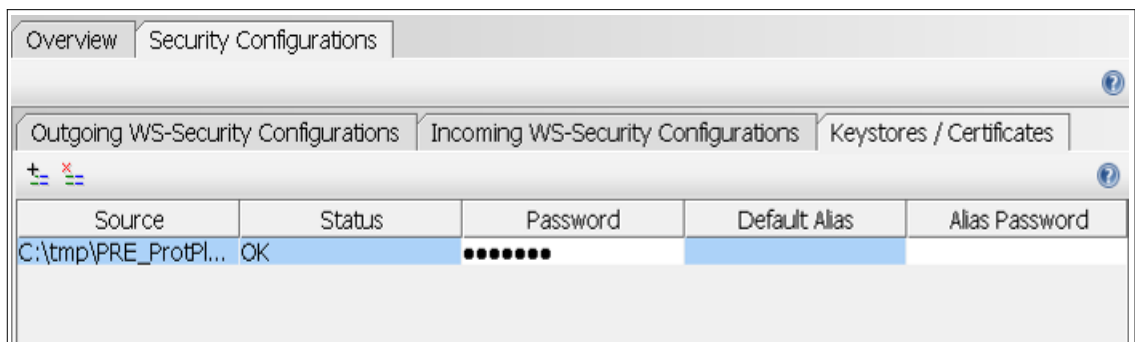 Overview Security Configurations
Outgoing WS-Security Configurations Incoming WS-Security Configurations Keystores / Certificates
Source Status Password Default Alias Alias Password
C:\tmp\PRE_ProtPl... OK •••••••